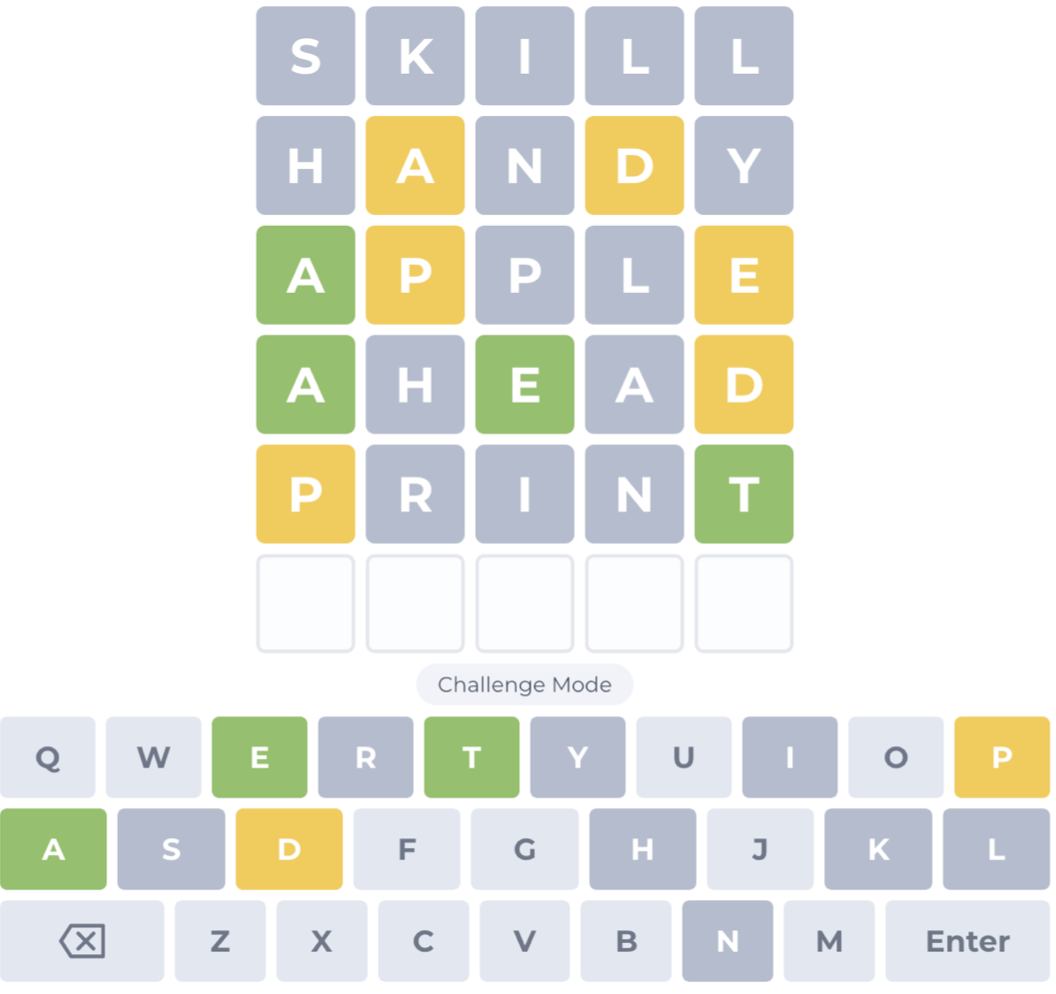 S K I L L
H A N D Y
A P P L E
A H E A D
P R I N T
Challenge Mode
Q W E R T Y U I O P
A S D F G H J K L
Z X C V B N M Enter